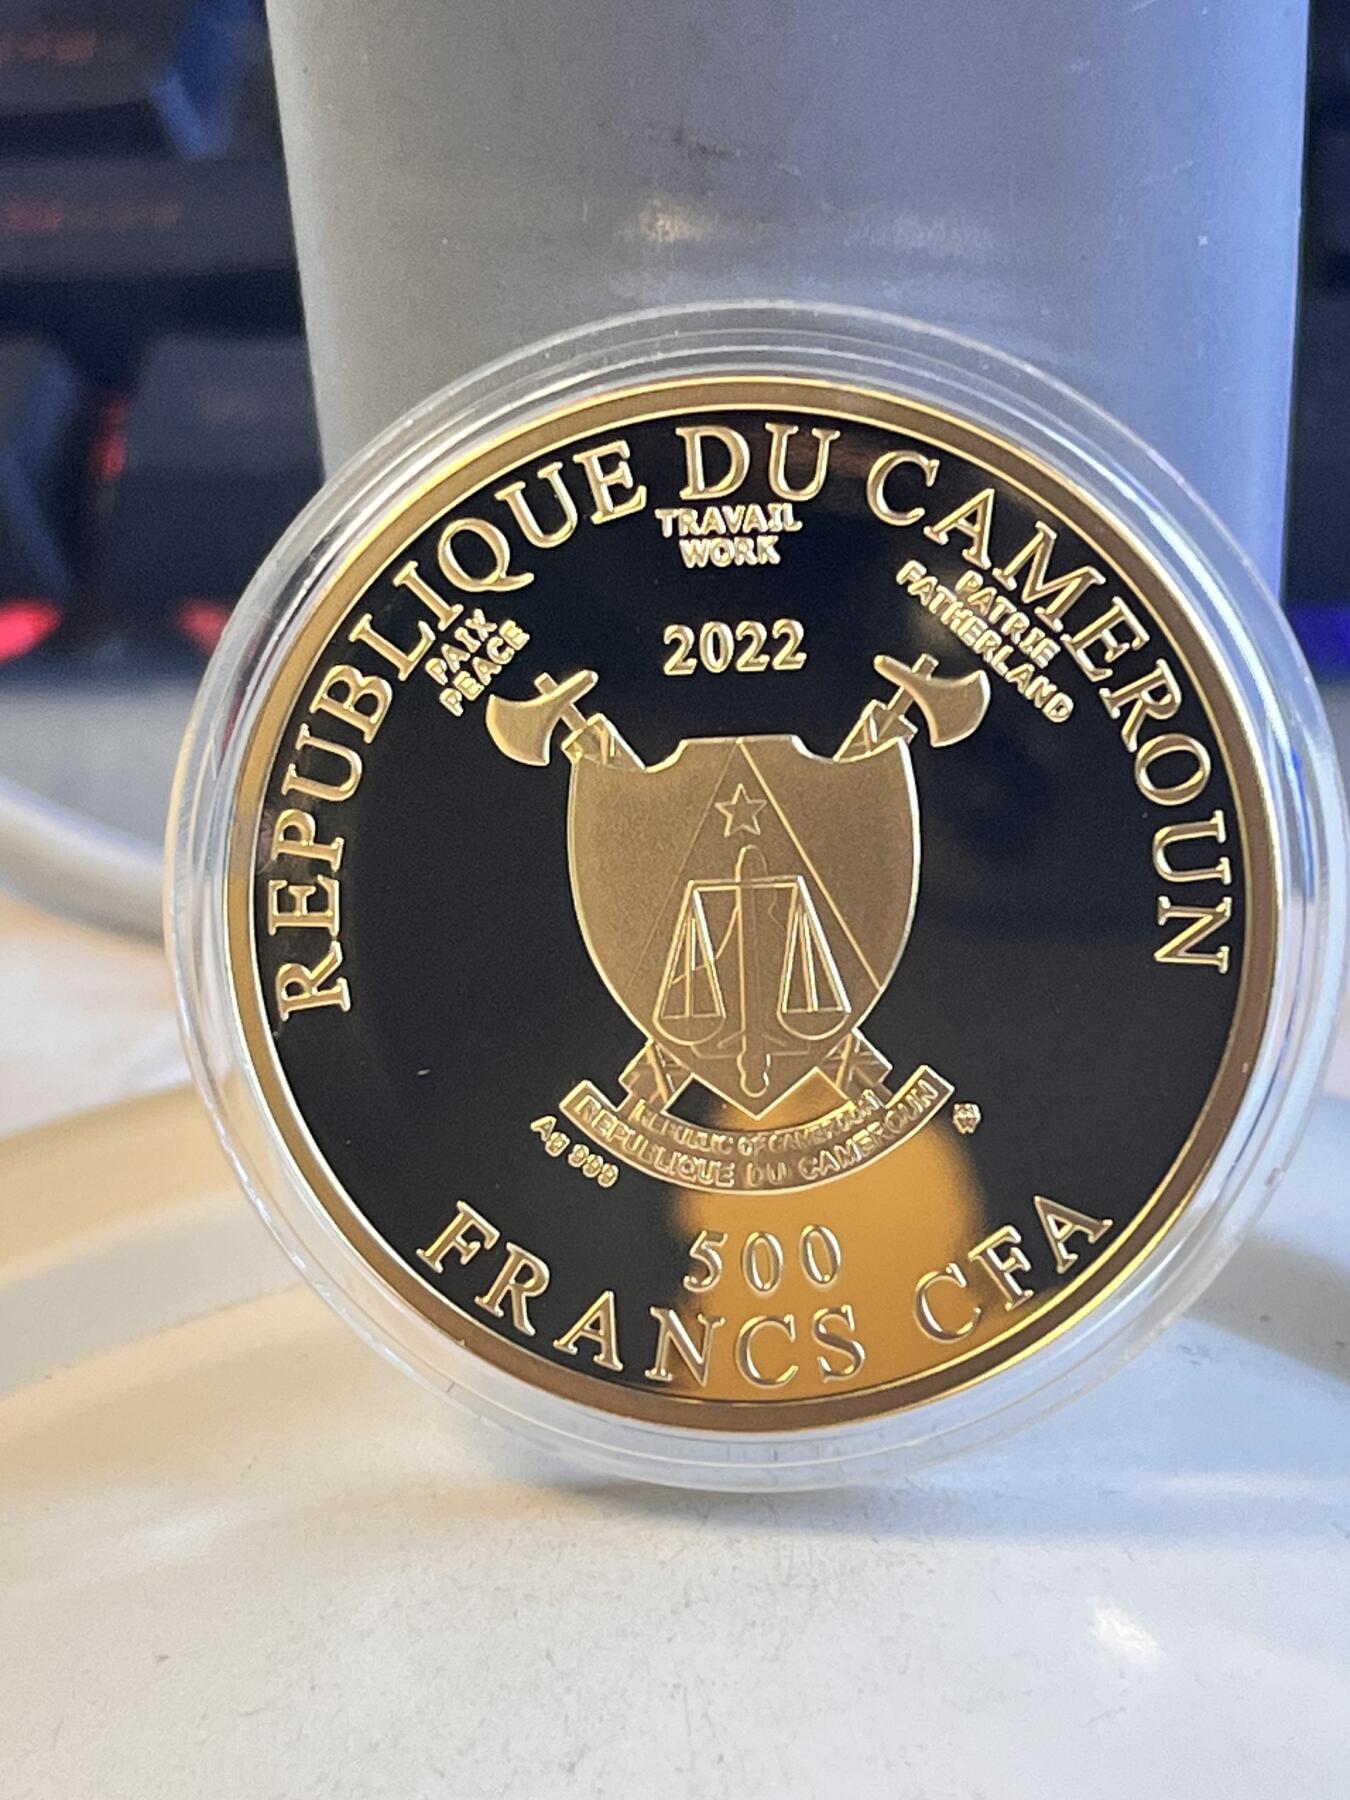 REPUBLIQUE DU CAMEROUN
TRAVAIL
WORK
PAIX
PEACE
PATRIE
FATHERLAND
2022
REPUBLIC OF CAMEROON
REPUBLIQUE DU CAMEROUN
Ag 999
500
FRANCS CFA